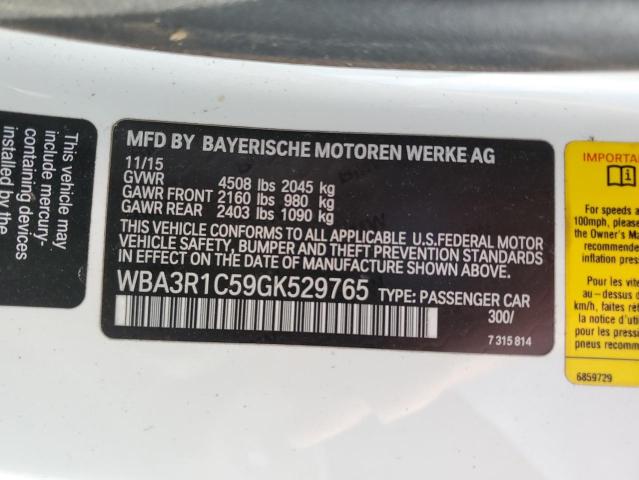 This vehicle may
include mercury-
containing devices
installed by the
MFD BY BAYERISCHE MOTOREN WERKE AG
11/15
GVWR 4508 lbs 2045 kg
GAWR FRONT 2160 lbs 980 kg
GAWR REAR 2403 lbs 1090 kg
THIS VEHICLE CONFORMS TO ALL APPLICABLE U.S.FEDERAL MOTOR
VEHICLE SAFETY, BUMPER AND THEFT PREVENTION STANDARDS
IN EFFECT ON THE DATE OF MANUFACTURE SHOWN ABOVE.
WBA3R1C59GK529765 TYPE: PASSENGER CAR
300/
7 315 814
IMPORTA
For speeds a
100mph, please
the Owner's Ma
recommende
inflation press
Pour les vite
au-dessus d
km/h, faites réf
la notice d'util
pour les press
pneus recomm
6859729